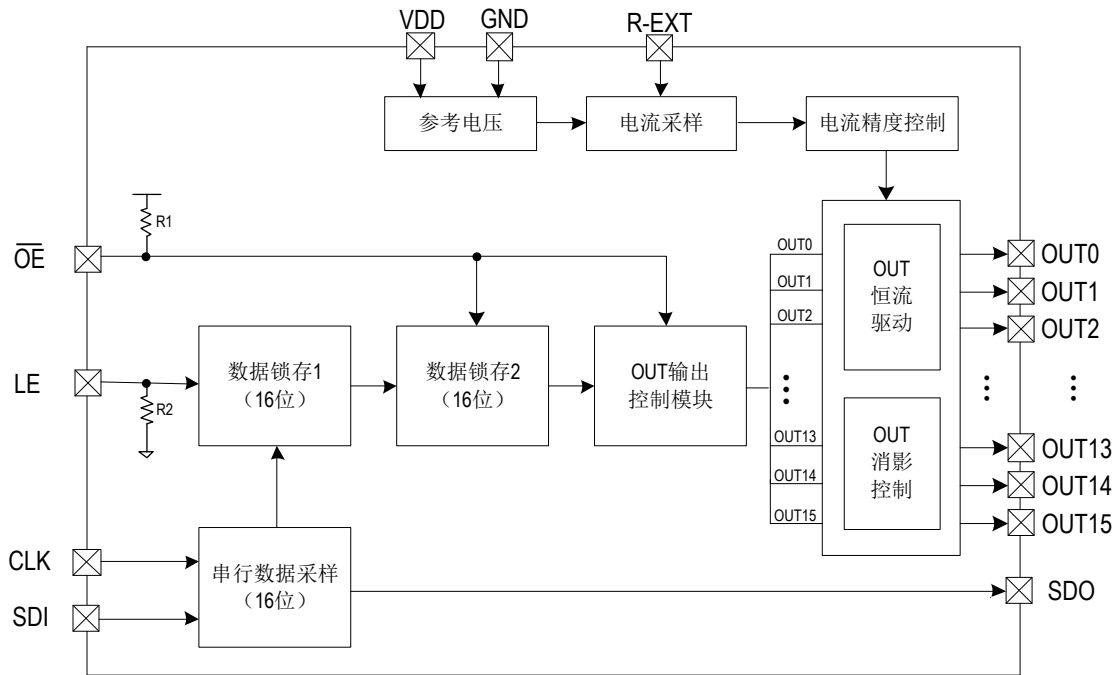 VDD GND R-EXT
参考电压 电流采样 电流精度控制
R1
OE
OUT0
OUT1
OUT2
OUT13
OUT14
OUT15
OUT
恒流
驱动
OUT
消影
控制
OUT0
OUT1
OUT2
OUT13
OUT14
OUT15
LE
R2
数据锁存1
(16位)
数据锁存2
(16位)
OUT输出
控制模块
CLK
SDI
串行数据采样
(16位)
SDO